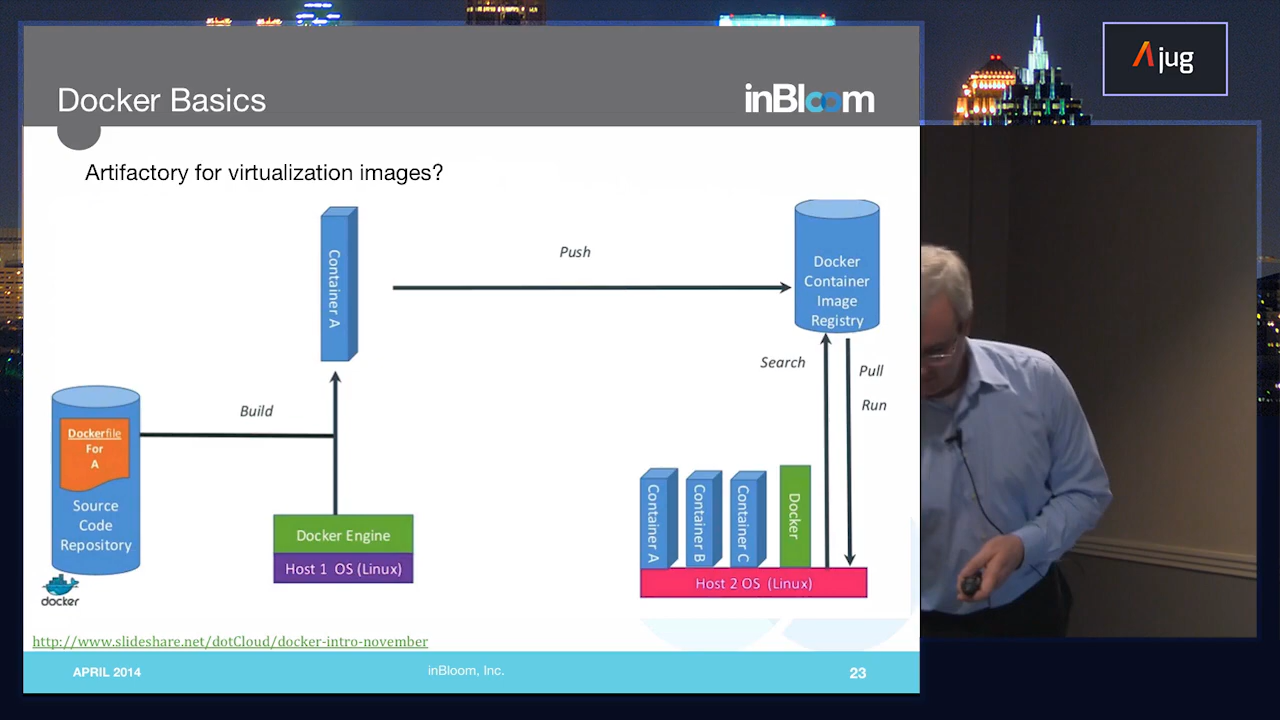 Docker Basics
inBloom
Ajug
Artifactory for virtualization images?
Container A
Push
Docker
Container
Image
Registry
Search
Pull
Run
Build
Dockerfile
For
A
Source
Code
Repository
docker
Docker Engine
Host 1 OS (Linux)
Container A
Container B
Container C
Docker
Host 2 OS (Linux)
http://www.slideshare.net/dotCloud/docker-intro-november
APRIL 2014
inBloom, Inc.
23